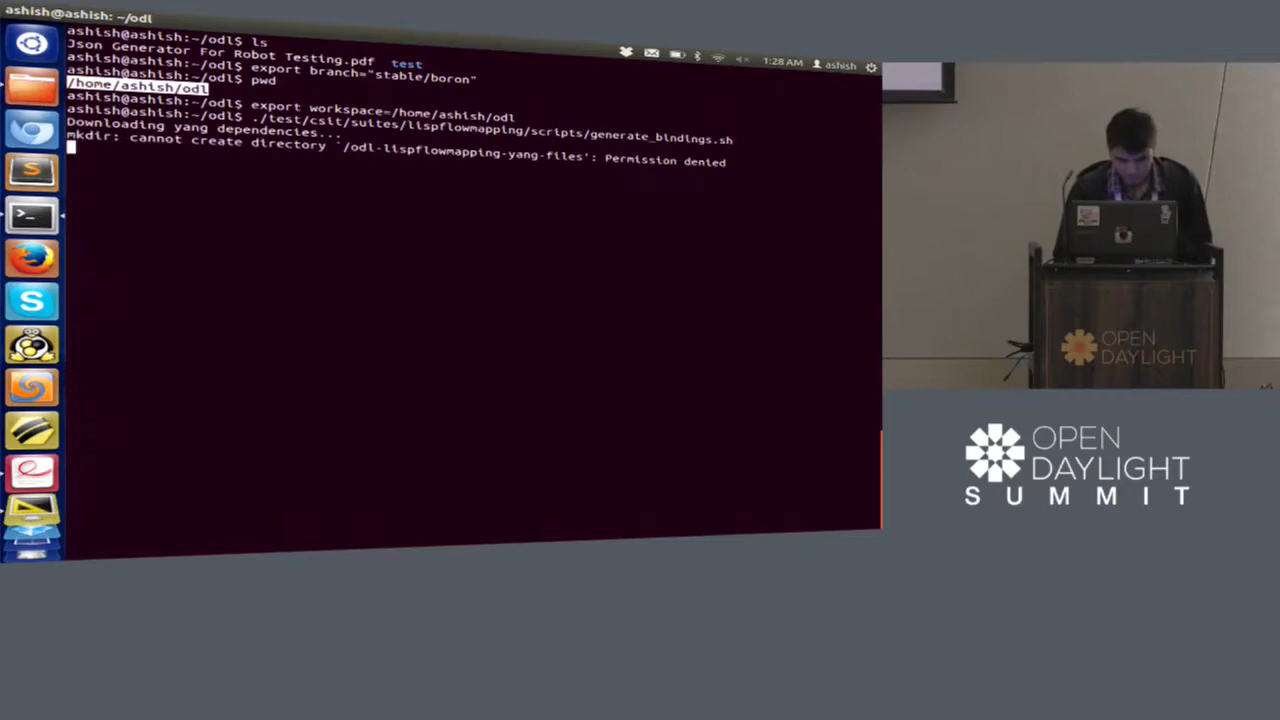 ashish@ashish: ~/odl
1:28 AM ashish
ashish@ashish:~/odl$ ls
Json Generator For Robot Testing.pdf test
ashish@ashish:~/odl$ export branch="stable/boron"
ashish@ashish:~/odl$ pwd
/home/ashish/odl
ashish@ashish:~/odl$ export workspace=/home/ashish/odl
ashish@ashish:~/odl$ ./test/csit/suites/lispflowmapping/scripts/generate_bindings.sh
Downloading yang dependencies...
mkdir: cannot create directory `/odl-lispflowmapping-yang-files': Permission denied
OPEN
DAYLIGHT
OPEN
DAYLIGHT
SUMMIT